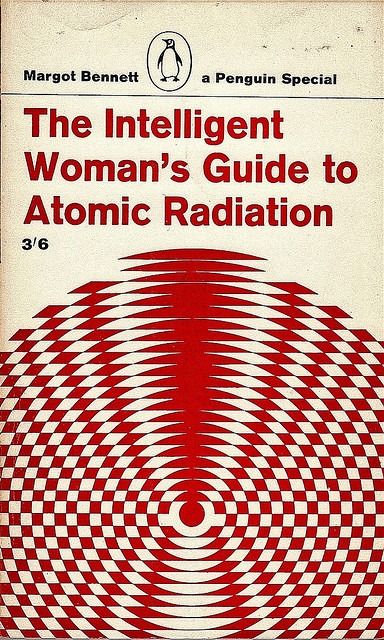 Margot Bennett a Penguin Special
The Intelligent
Woman's Guide to
Atomic Radiation
3/6